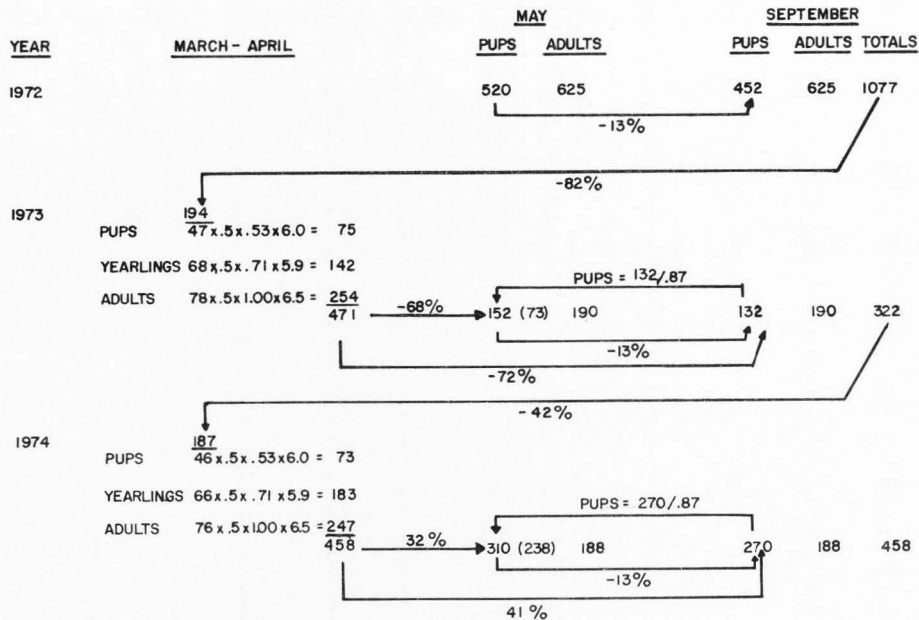 MAY SEPTEMBER
YEAR MARCH - APRIL PUPS ADULTS PUPS ADULTS TOTALS
1972 520 625 452 625 1077
-13%
-82%
1973 194
PUPS 47 x .5 x .53 x 6.0 = 75
YEARLINGS 68 x .5 x .71 x 5.9 = 142
PUPS = 132/.87
ADULTS 78 x .5 x 1.00 x 6.5 = 254
471 -68% 152 (73) 190 132 190 322
-13%
-72%
-42%
1974 187
PUPS 46 x .5 x .53 x 6.0 = 73
YEARLINGS 66 x .5 x .71 x 5.9 = 183
PUPS = 270/.87
ADULTS 76 x .5 x 1.00 x 6.5 = 247
458 32% 310 (238) 188 270 188 458
-13%
41%